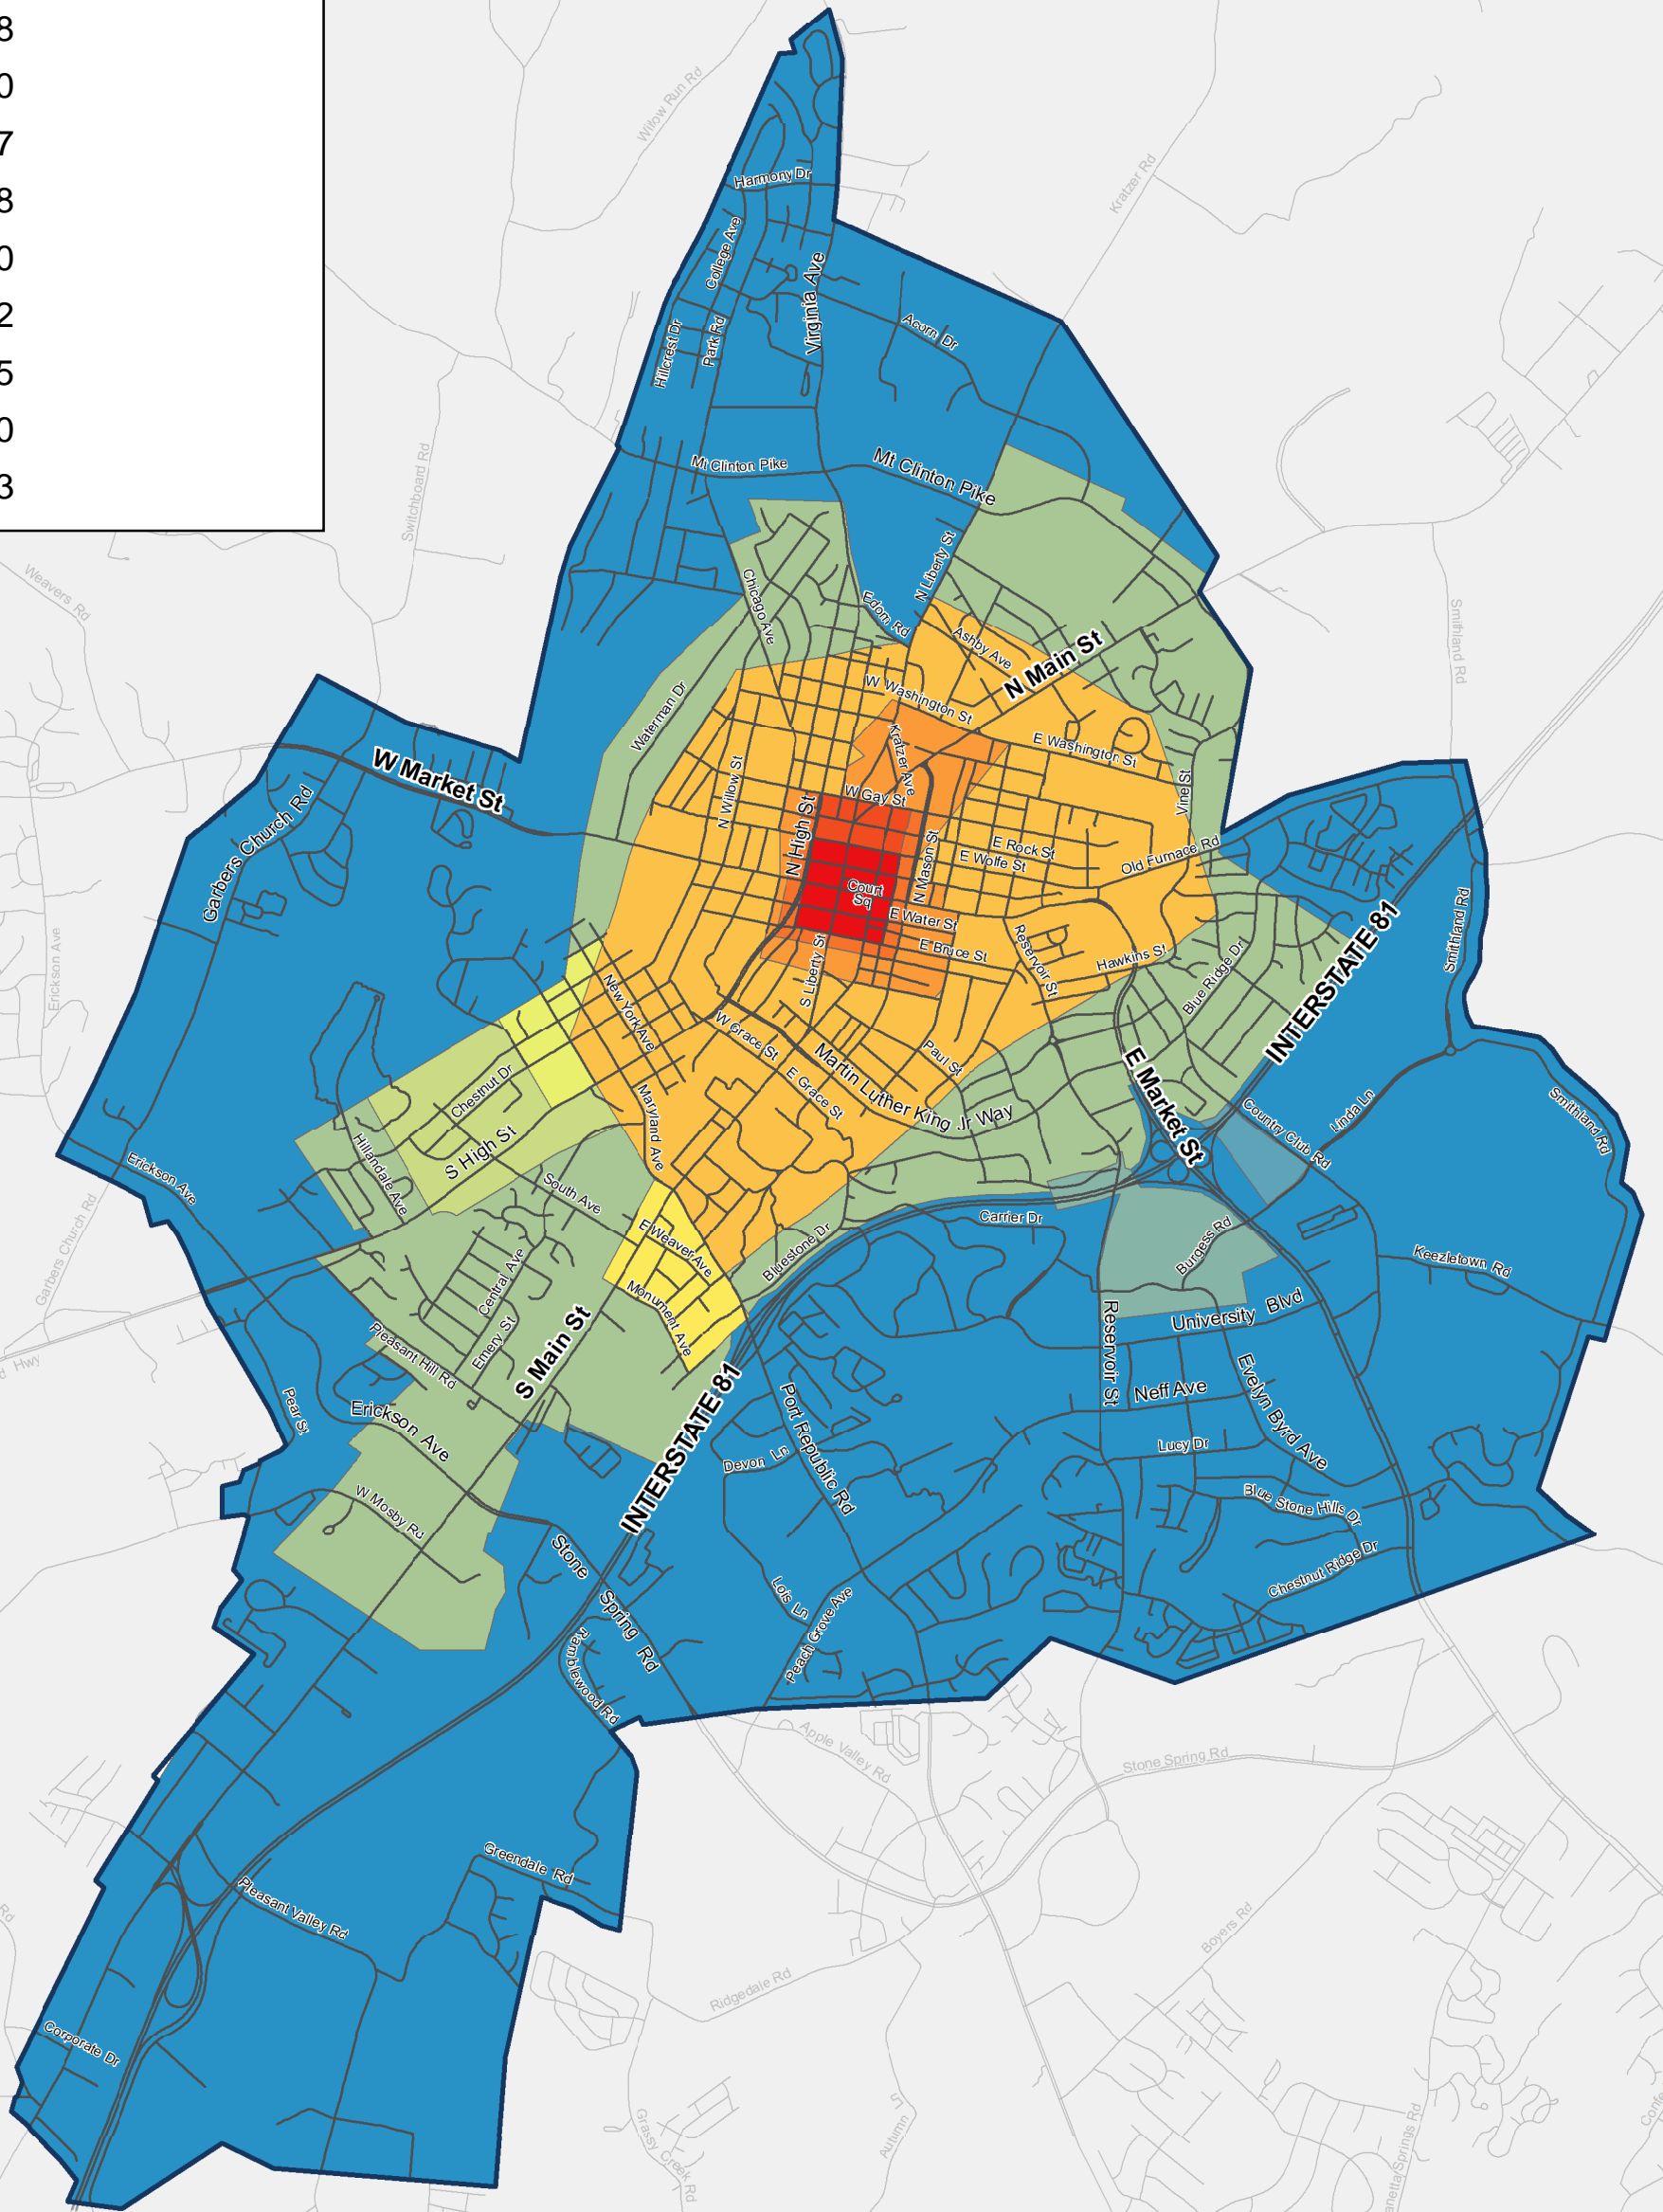 8
0
7
8
0
2
5
0
3
Willow Run Rd
Kratzer Rd
Harmony Dr
College Ave
Virginia Ave
Hillcrest Dr
Park Rd
Acorn Dr
Switchboard Rd
Mt Clinton Pike
Mt Clinton Pike
N Liberty St
Weavers Rd
Chicago Ave
Edom Rd
Ashby Ave
N Main St
Smithland Rd
Waterman Dr
W Washington St
Kratzer Ave
E Washington St
W Market St
N Willow St
W Gay St
Vine St
Garbers Church Rd
N High St
N Mason St
E Rock St
E Wolfe St
Old Furnace Rd
Court
Sq
E Water St
E Bruce St
Reservoir St
Hawkins St
Blue Ridge Dr
INTERSTATE 81
Smithland Rd
Erickson Ave
S Liberty St
New York Ave
W Grace St
E Grace St
Martin Luther King Jr Way
Paul St
E Market St
Country Club Rd
Linda Ln
Smithland Rd
Chestnut Dr
Maryland Ave
S High St
Hillandale Ave
South Ave
Erickson Ave
Garbers Church Rd
E Weaver Ave
Bluestone Dr
Carrier Dr
Burgess Rd
Keezletown Rd
Central Ave
Monument Ave
University Blvd
Reservoir St
Emery St
S Main St
Pleasant Hill Rd
d Hwy
Pear St
Erickson Ave
INTERSTATE 81
Port Republic Rd
Neff Ave
Evelyn Byrd Ave
Lucy Dr
Devon Ln
Blue Stone Hills Dr
W Mosby Rd
Chestnut Ridge Dr
Stone Spring Rd
Lois Ln
Peach Grove Ave
Ramblewood Rd
Apple Valley Rd
Stone Spring Rd
Greendale Rd
Pleasant Valley Rd
Rd
Boyers Rd
Ridgedale Rd
Corporate Dr
Grassy Creek Rd
Autumn Ln
anetta Springs Rd
Confe